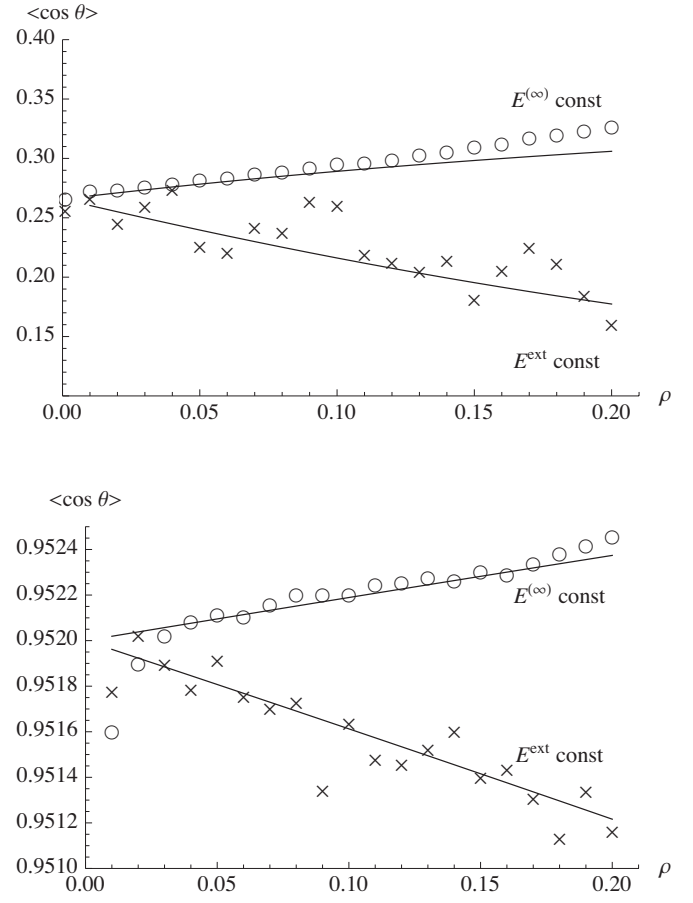 <cos θ>
0.40
0.35
E(∞) const
0.30
0.25
0.20
0.15
E^ext const
0.00 0.05 0.10 0.15 0.20 ρ
<cos θ>
0.9524
0.9522
E(∞) const
0.9520
0.9518
0.9516
E^ext const
0.9514
0.9512
0.9510
0.00 0.05 0.10 0.15 0.20 ρ